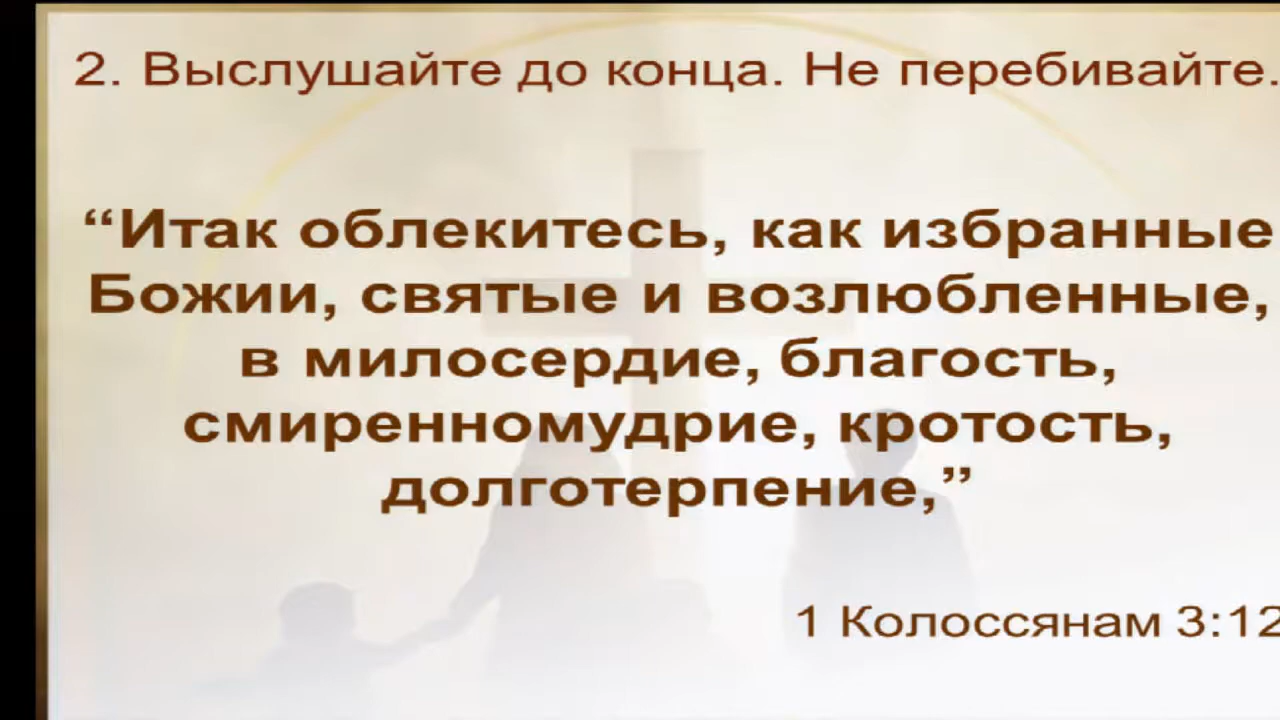 2. Выслушайте до конца. Не перебивайте.
“Итак облекитесь, как избранные
Божии, святые и возлюбленные,
в милосердие, благость,
смиренномудрие, кротость,
долготерпение,”
1 Колоссянам 3:12